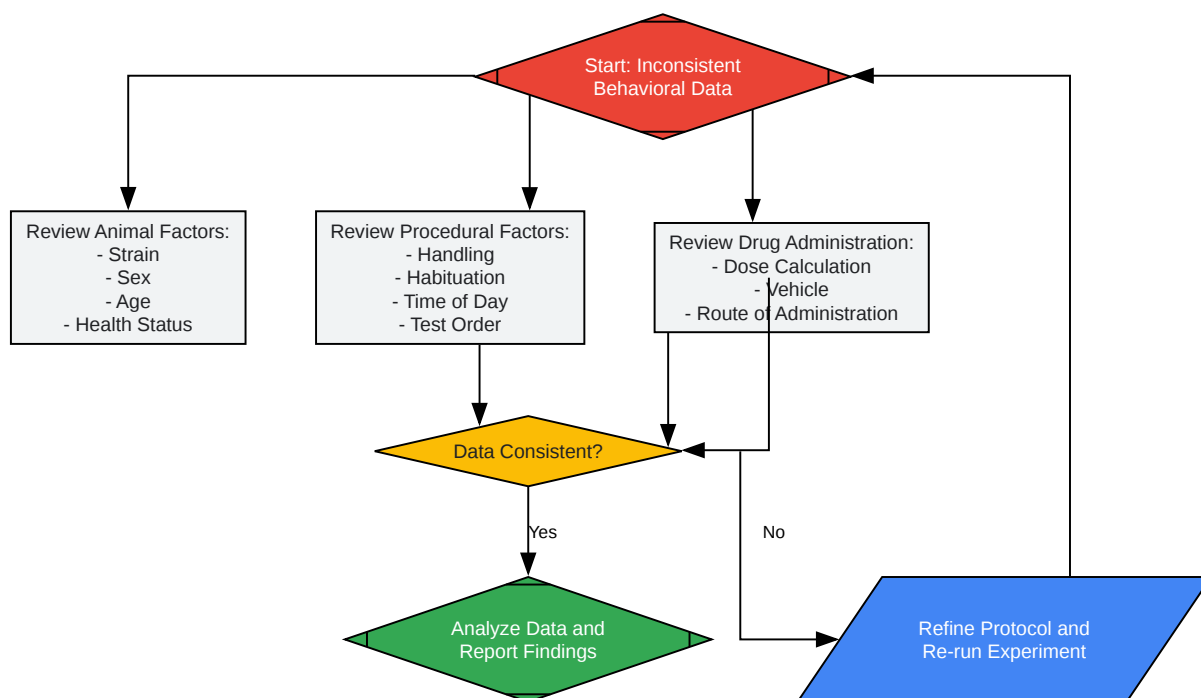 Start: Inconsistent
Behavioral Data
Review Animal Factors:
- Strain
- Sex
- Age
- Health Status
Review Procedural Factors:
- Handling
- Habituation
- Time of Day
- Test Order
Review Drug Administration:
- Dose Calculation
- Vehicle
- Route of Administration
Data Consistent?
Yes
No
Analyze Data and
Report Findings
Refine Protocol and
Re-run Experiment